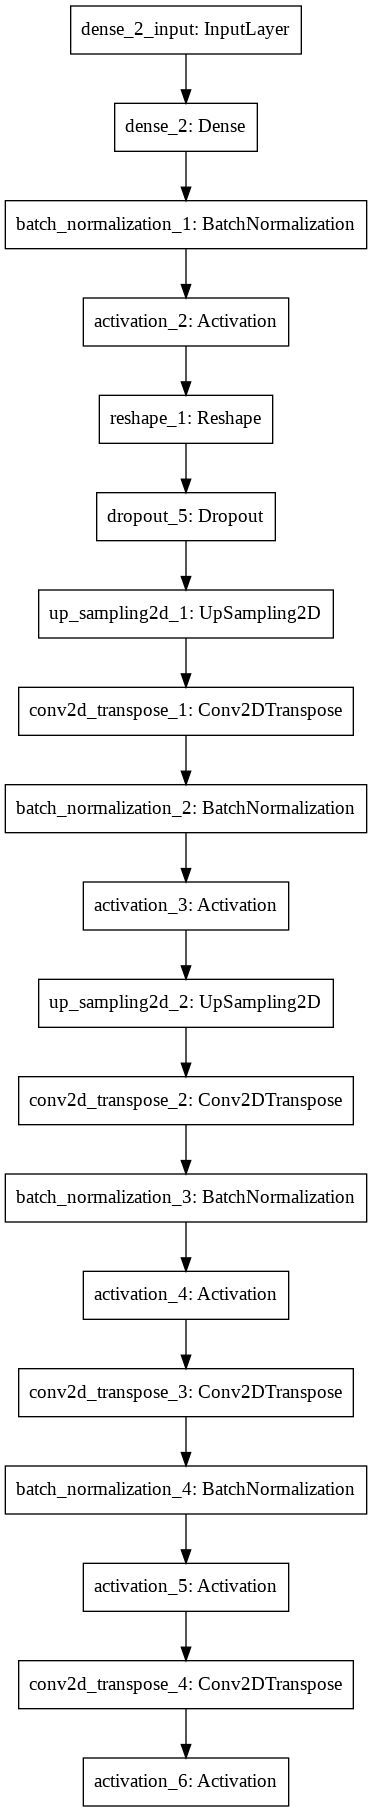 dense_2_input: InputLayer
dense_2: Dense
batch_normalization_1: BatchNormalization
activation_2: Activation
reshape_1: Reshape
dropout_5: Dropout
up_sampling2d_1: UpSampling2D
conv2d_transpose_1: Conv2DTranspose
batch_normalization_2: BatchNormalization
activation_3: Activation
up_sampling2d_2: UpSampling2D
conv2d_transpose_2: Conv2DTranspose
batch_normalization_3: BatchNormalization
activation_4: Activation
conv2d_transpose_3: Conv2DTranspose
batch_normalization_4: BatchNormalization
activation_5: Activation
conv2d_transpose_4: Conv2DTranspose
activation_6: Activation